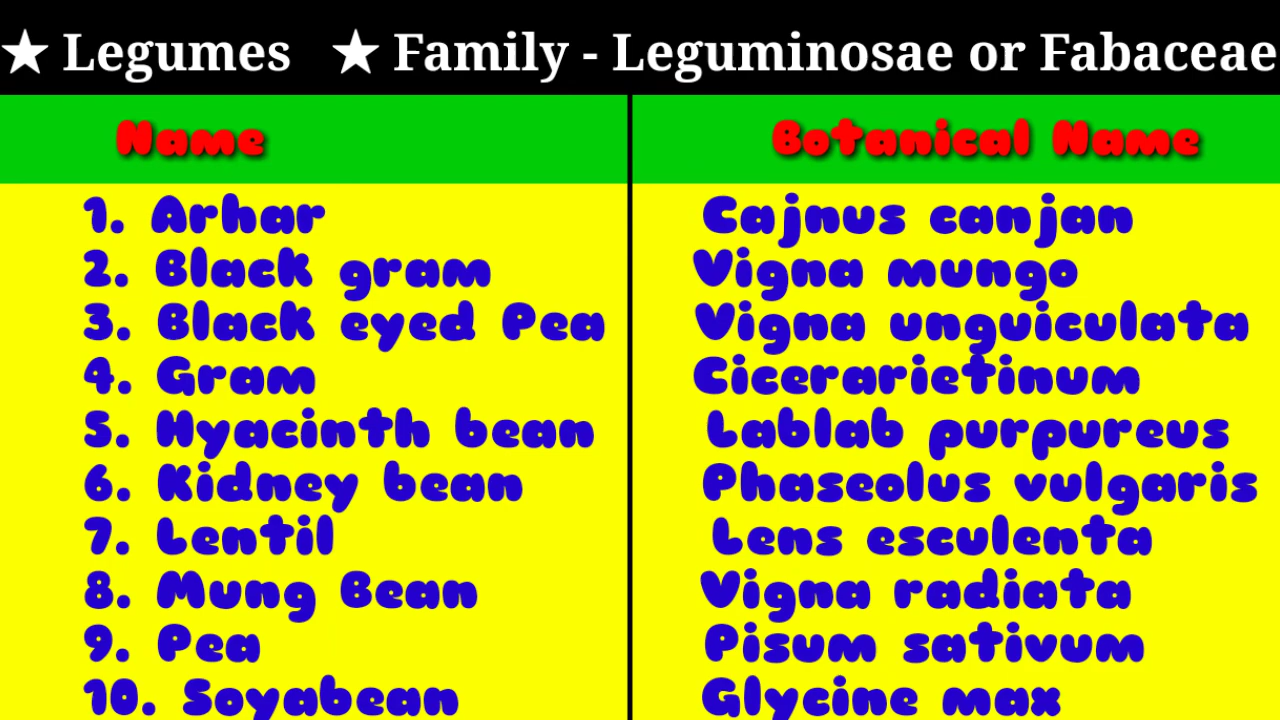 ★ Legumes ★ Family - Leguminosae or Fabaceae
Name Botanical Name
1. Arhar Cajnus canjan
2. Black gram Vigna mungo
3. Black eyed Pea Vigna unguiculata
4. Gram Cicerarietinum
5. Hyacinth bean Lablab purpureus
6. Kidney bean Phaseolus vulgaris
7. Lentil Lens esculenta
8. Mung Bean Vigna radiata
9. Pea Pisum sativum
10. Soyabean Glycine max